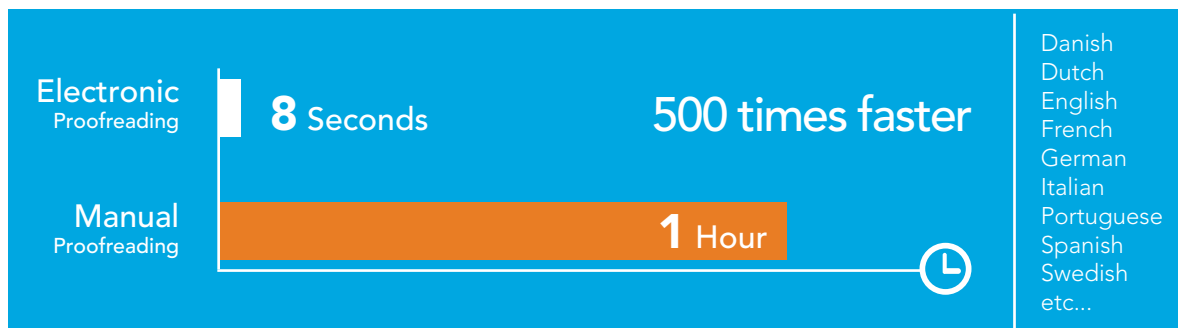 Electronic
Proofreading
8 Seconds
500 times faster
Manual
Proofreading
1 Hour
Danish
Dutch
English
French
German
Italian
Portuguese
Spanish
Swedish
etc...